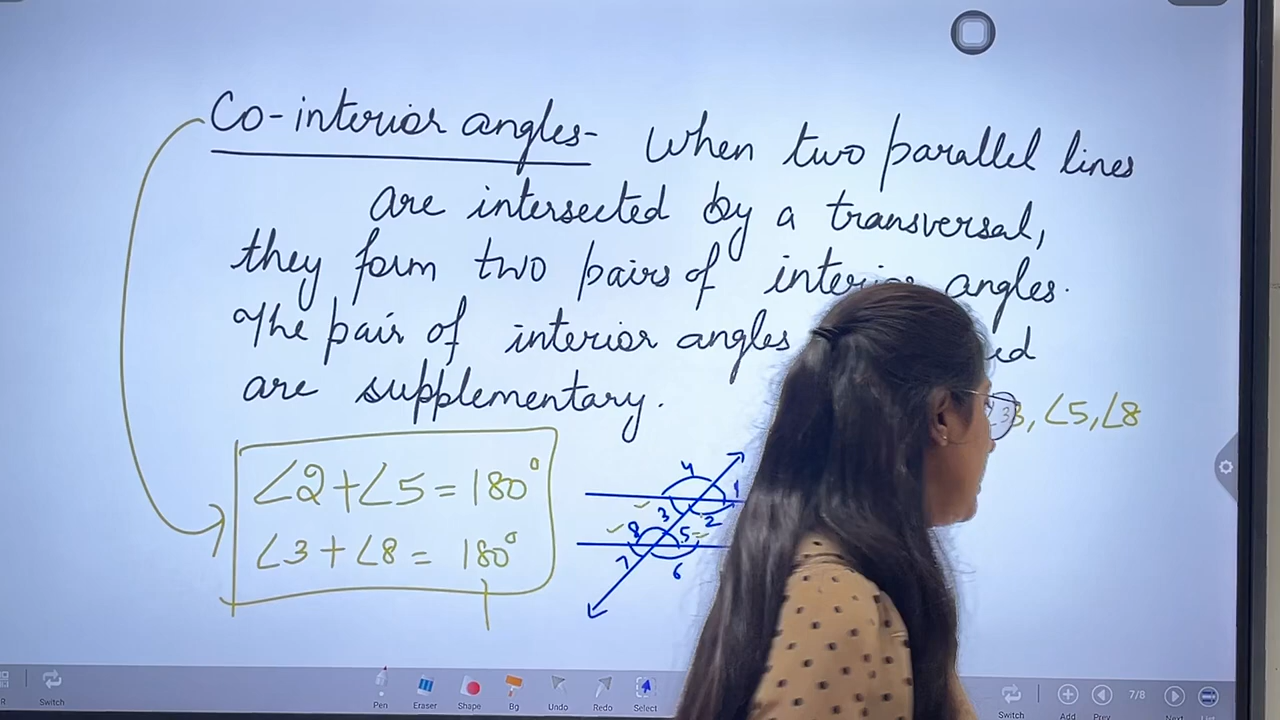 Co-interior angles- When two parallel lines
are intersected by a transversal,
they form two pairs of interior angles.
The pair of interior angles
are supplementary.
∠5, ∠8
∠2+∠5 = 180°
∠3+∠8 = 180°
4
1
3
2
8
5
7
6
Switch
Pen
Eraser
Shape
Bg
Undo
Redo
Select
Switch
Add
Prev
7/8
Next